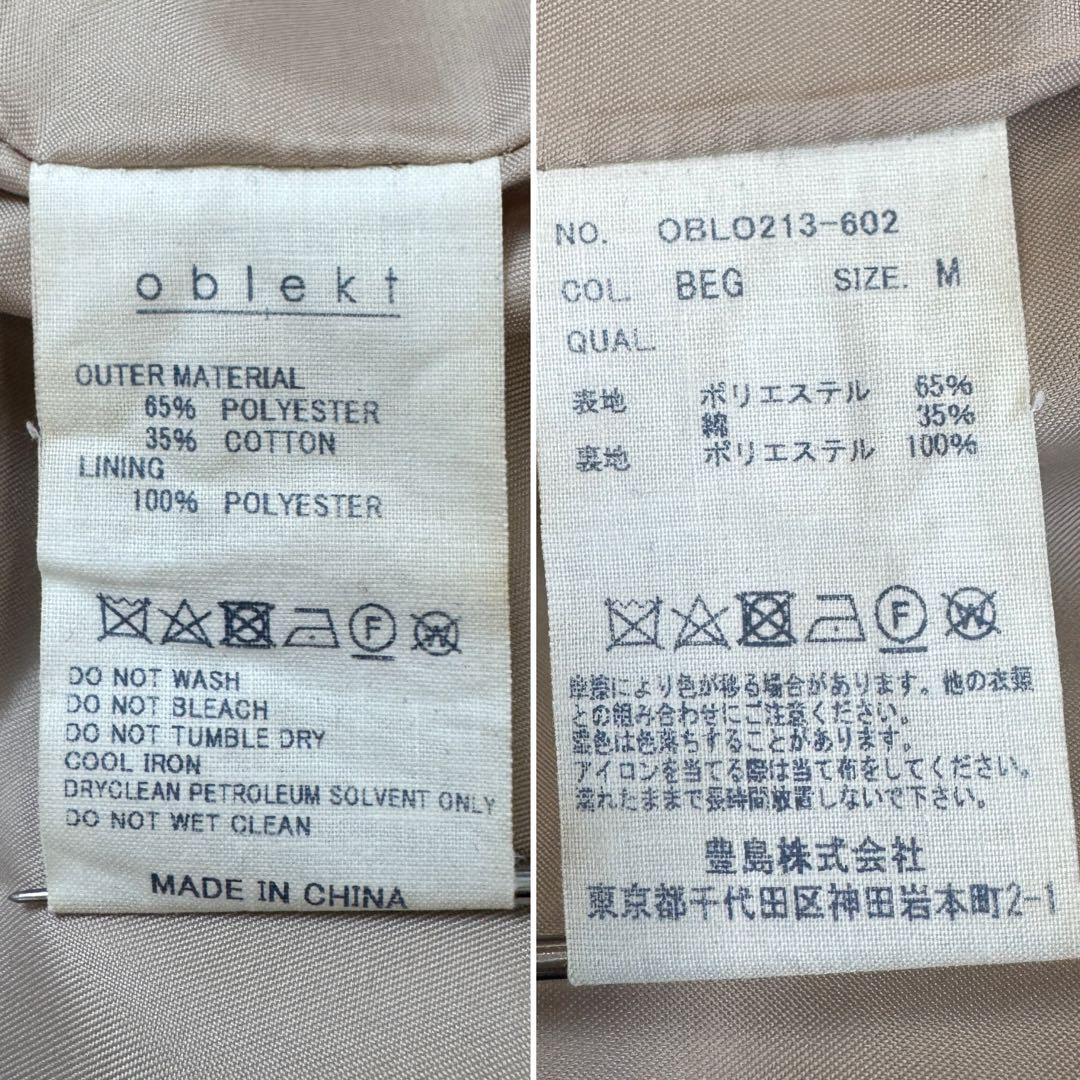 oblekt
OUTER MATERIAL
65% POLYESTER
35% COTTON
LINING
100% POLYESTER
F W
DO NOT WASH
DO NOT BLEACH
DO NOT TUMBLE DRY
COOL IRON
DRYCLEAN PETROLEUM SOLVENT ONLY
DO NOT WET CLEAN
MADE IN CHINA
NO. OBLO213-602
COL. BEG SIZE. M
QUAL.
表地 ポリエステル 65%
綿 35%
裏地 ポリエステル 100%
F W
摩擦により色が移る場合があります。他の衣類
との組み合わせにご注意ください。
濃色は色落ちすることがあります。
アイロンを当てる際は当て布をしてください。
濡れたままで長時間放置しないで下さい。
豊島株式会社
東京都千代田区神田岩本町2-1